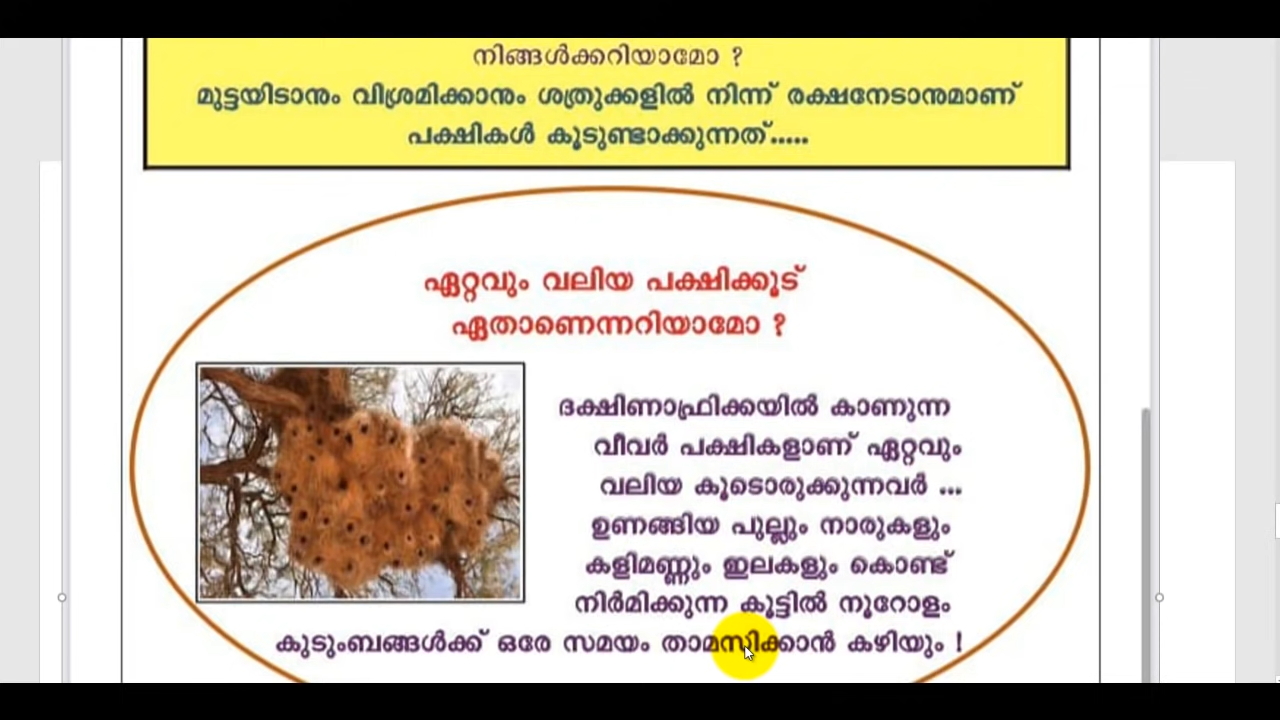 നിങ്ങൾക്കറിയാമോ ?
മുട്ടയിടാനും വിശ്രമിക്കാനും ശത്രുക്കളിൽ നിന്ന് രക്ഷനേടാനുമാണ്
പക്ഷികൾ കൂടുണ്ടാക്കുന്നത്.....
ഏറ്റവും വലിയ പക്ഷിക്കൂട്
ഏതാണെന്നറിയാമോ ?
ദക്ഷിണാഫ്രിക്കയിൽ കാണുന്ന
വീവർ പക്ഷികളാണ് ഏറ്റവും
വലിയ കൂടൊരുക്കുന്നവർ ...
ഉണങ്ങിയ പുല്ലും നാരുകളും
കളിമണ്ണും ഇലകളും കൊണ്ട്
നിർമിക്കുന്ന കൂട്ടിൽ നൂറോളം
കുടുംബങ്ങൾക്ക് ഒരേ സമയം താമസിക്കാൻ കഴിയും !